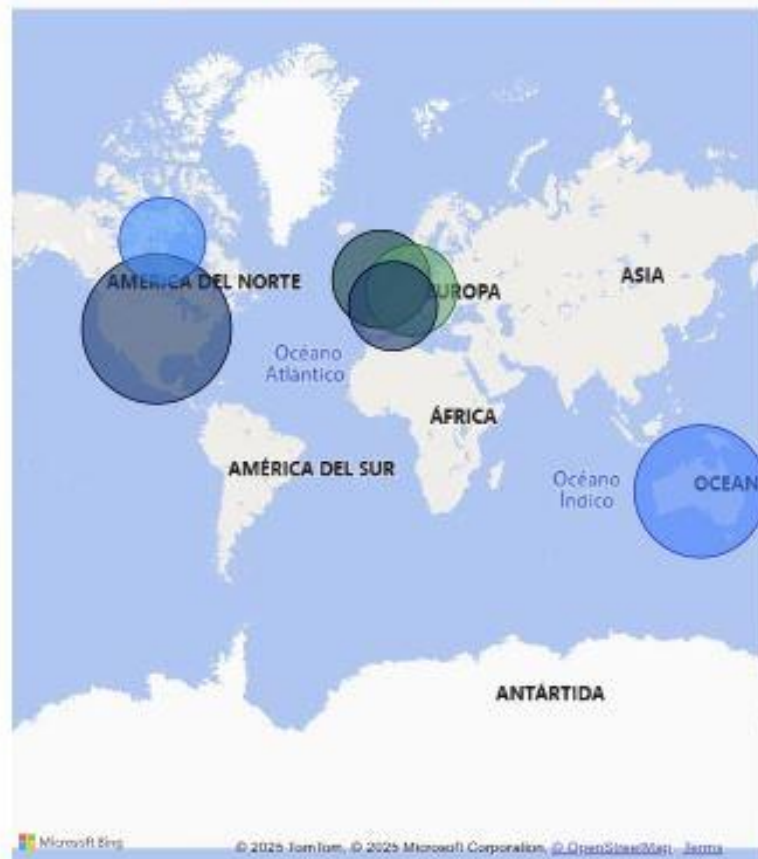 AMÉRICA DEL NORTE
EUROPA
ASIA
Océano
Atlántico
ÁFRICA
AMÉRICA DEL SUR
Océano
Índico
OCEAN
ANTÁRTIDA
Microsoft Bing
© 2025 TomTom, © 2025 Microsoft Corporation, © OpenStreetMap Terms